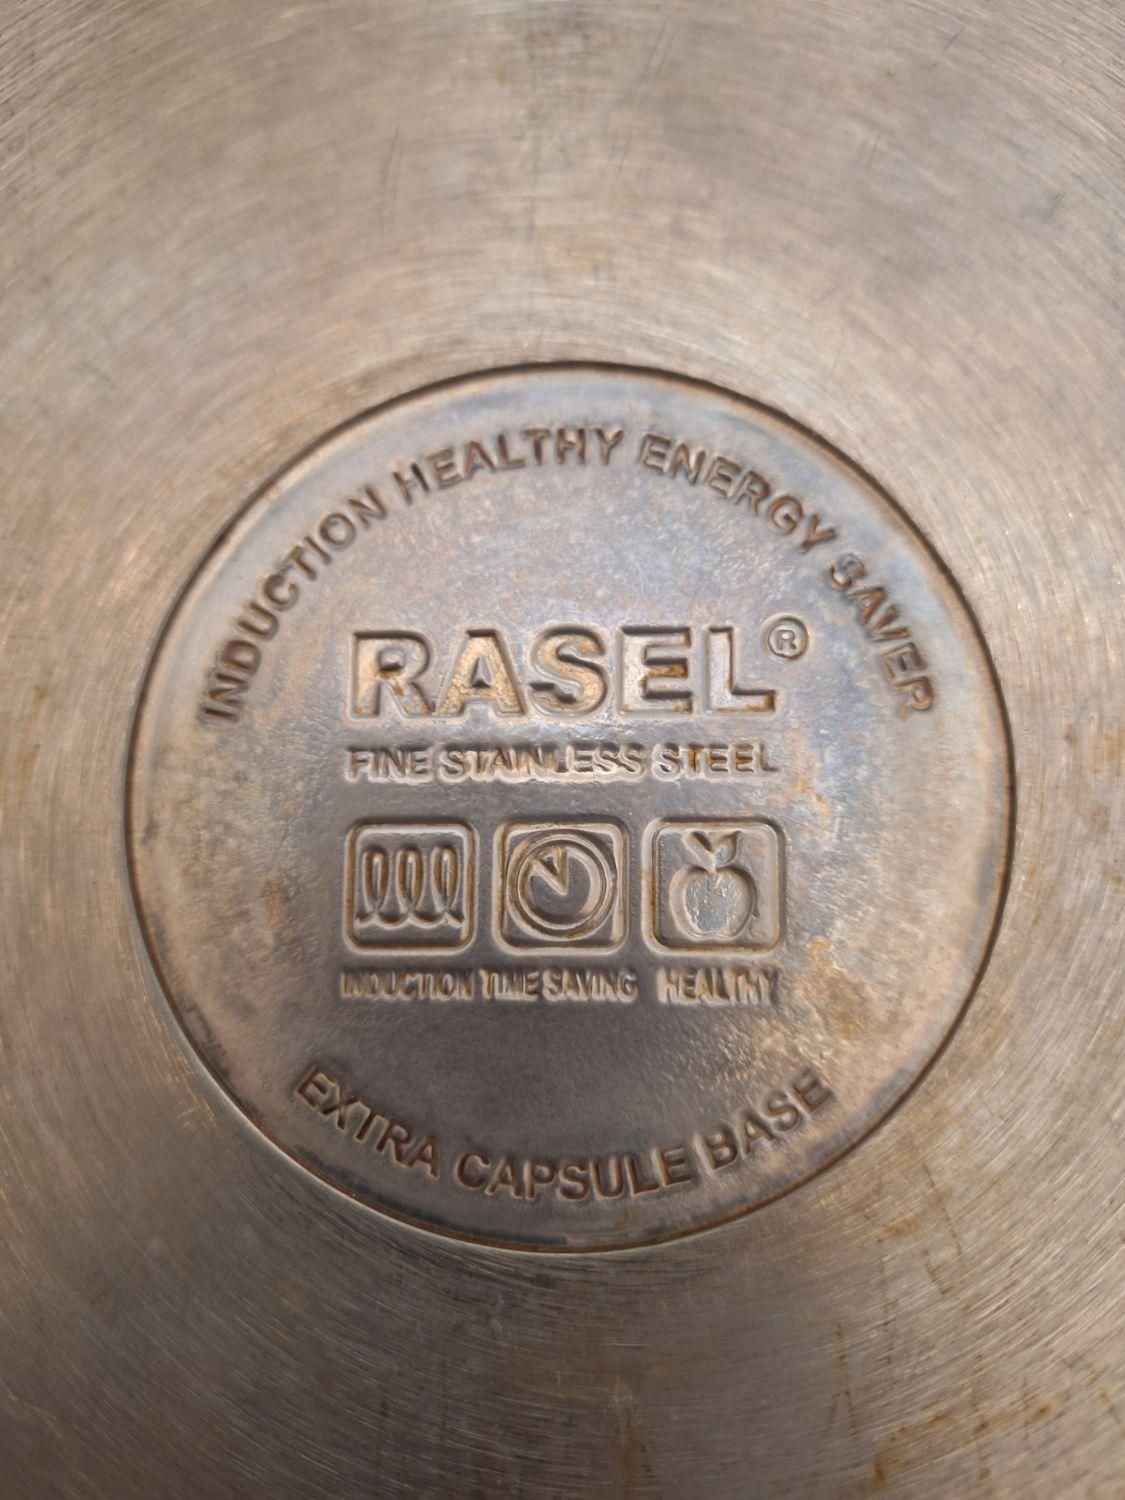 INDUCTION HEALTHY ENERGY SAVER
RASEL®
FINE STAINLESS STEEL
INDUCTION TIME SAVING HEALTHY
EXTRA CAPSULE BASE